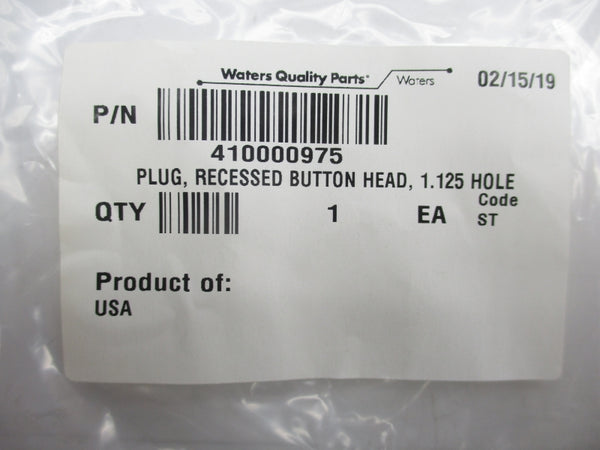 Waters Quality Parts™ Waters 02/15/19
P/N
410000975
PLUG, RECESSED BUTTON HEAD, 1.125 HOLE
QTY 1 EA Code
ST
Product of:
USA